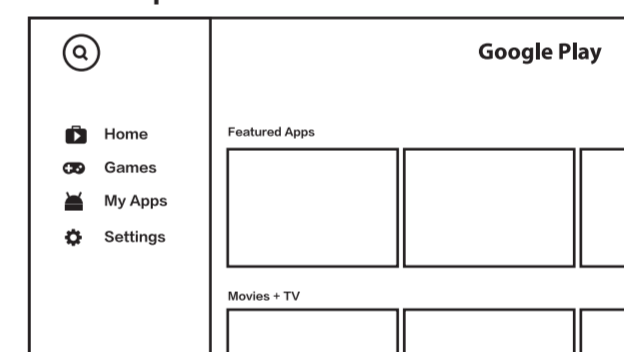 Google Play
Home
Games
My Apps
Settings
Featured Apps
Movies + TV